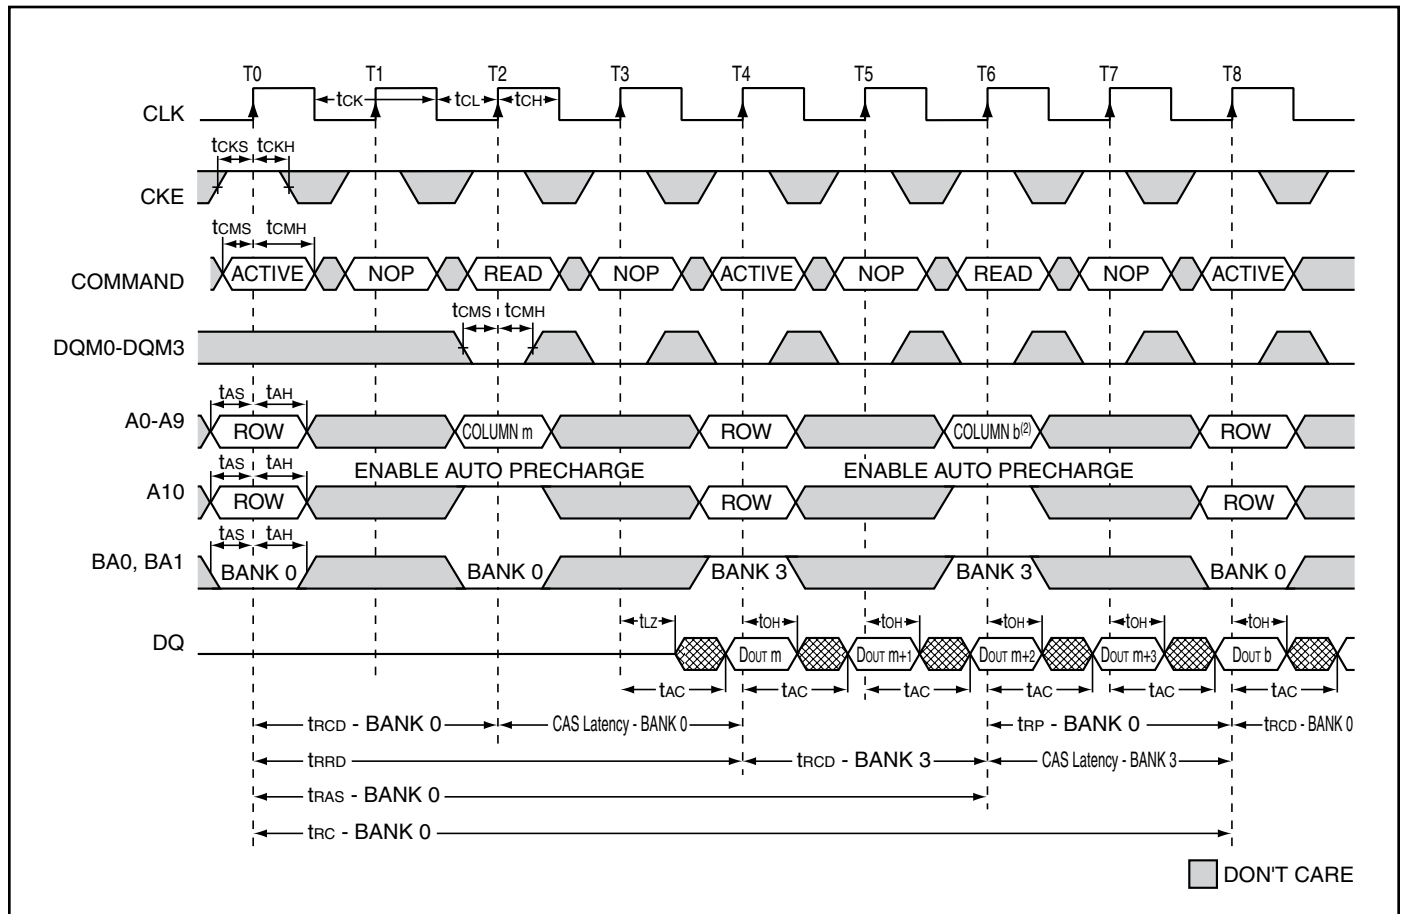 T0 T1 T2 T3 T4 T5 T6 T7 T8
CLK tCK tCL tCH
tCKS tCKH
CKE
tCMS tCMH
COMMAND ACTIVE NOP READ NOP ACTIVE NOP READ NOP ACTIVE
tCMS tCMH
DQM0-DQM3
tAS tAH
A0-A9 ROW COLUMN m ROW COLUMN b(2) ROW
tAS tAH ENABLE AUTO PRECHARGE ENABLE AUTO PRECHARGE
A10 ROW ROW ROW
tAS tAH
BA0, BA1 BANK 0 BANK 0 BANK 3 BANK 3 BANK 0
tLZ tOH tOH tOH tOH tOH
DQ DOUT m DOUT m+1 DOUT m+2 DOUT m+3 DOUT b
tAC tAC tAC tAC tAC tAC
tRCD - BANK 0 CAS Latency - BANK 0 tRP - BANK 0 tRCD - BANK 0
tRRD tRCD - BANK 3 CAS Latency - BANK 3
tRAS - BANK 0
tRC - BANK 0
DON'T CARE